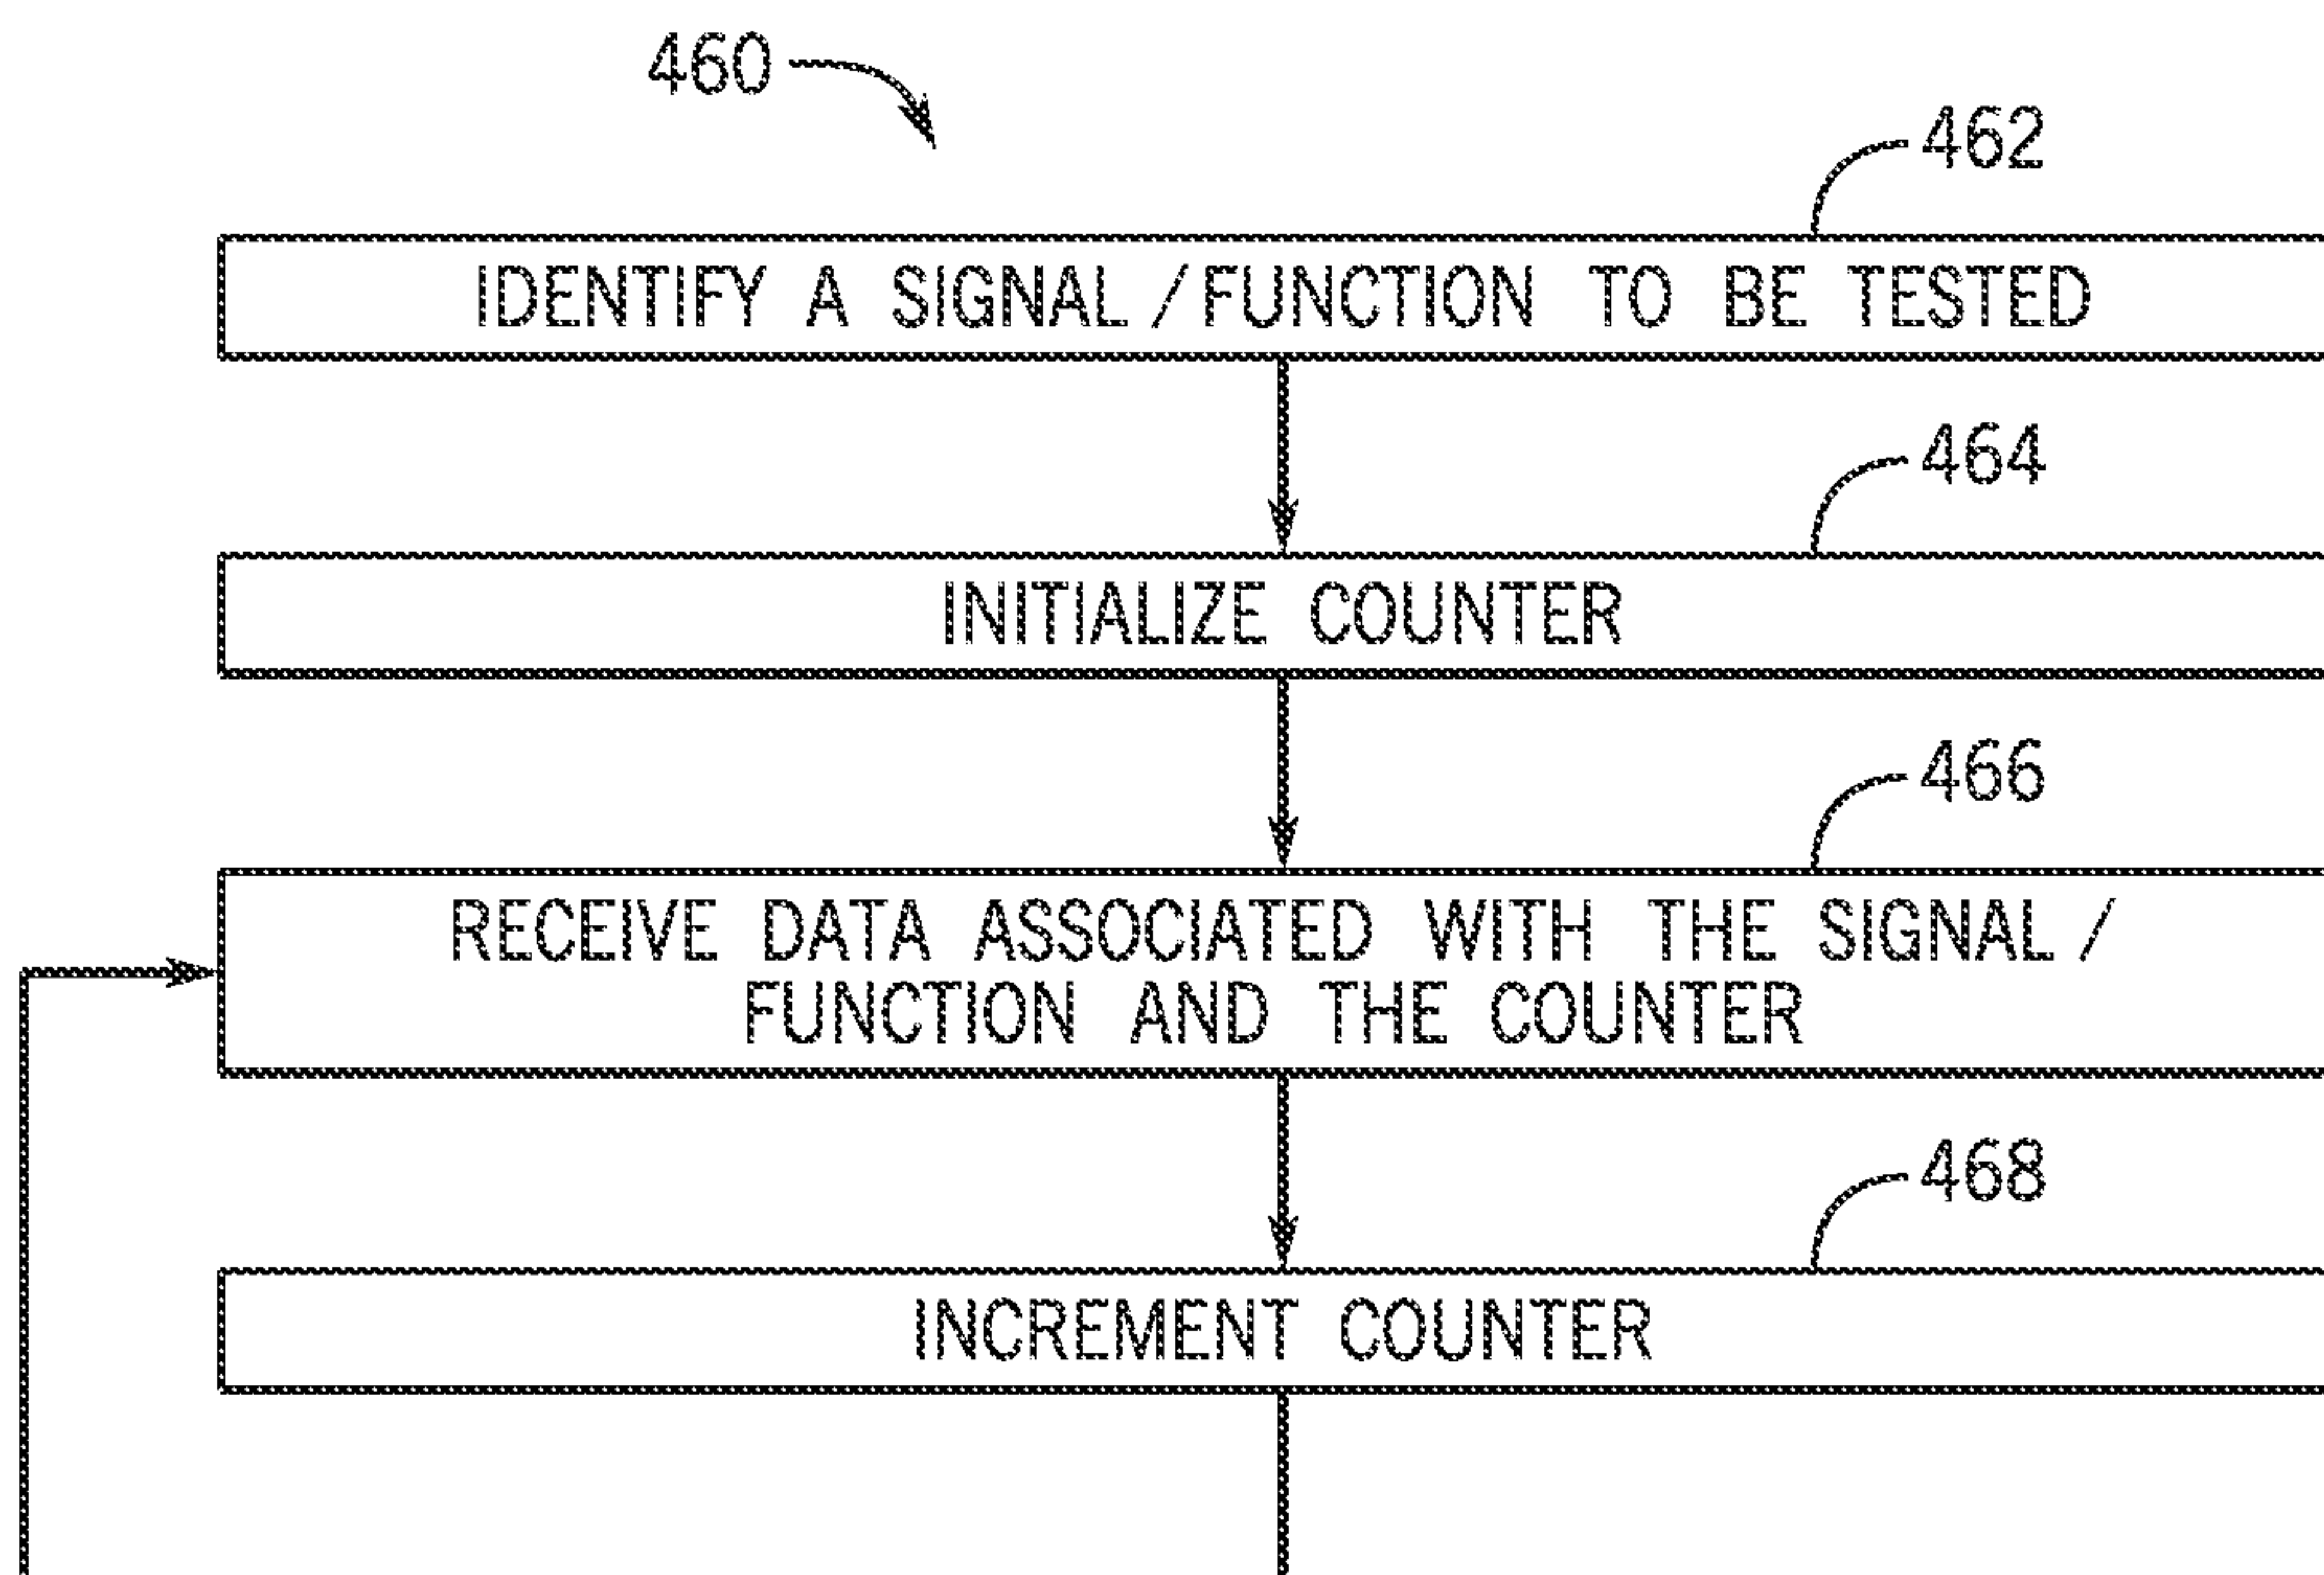 460
462
IDENTIFY A SIGNAL/FUNCTION TO BE TESTED
464
INITIALIZE COUNTER
466
RECEIVE DATA ASSOCIATED WITH THE SIGNAL/
FUNCTION AND THE COUNTER
468
INCREMENT COUNTER